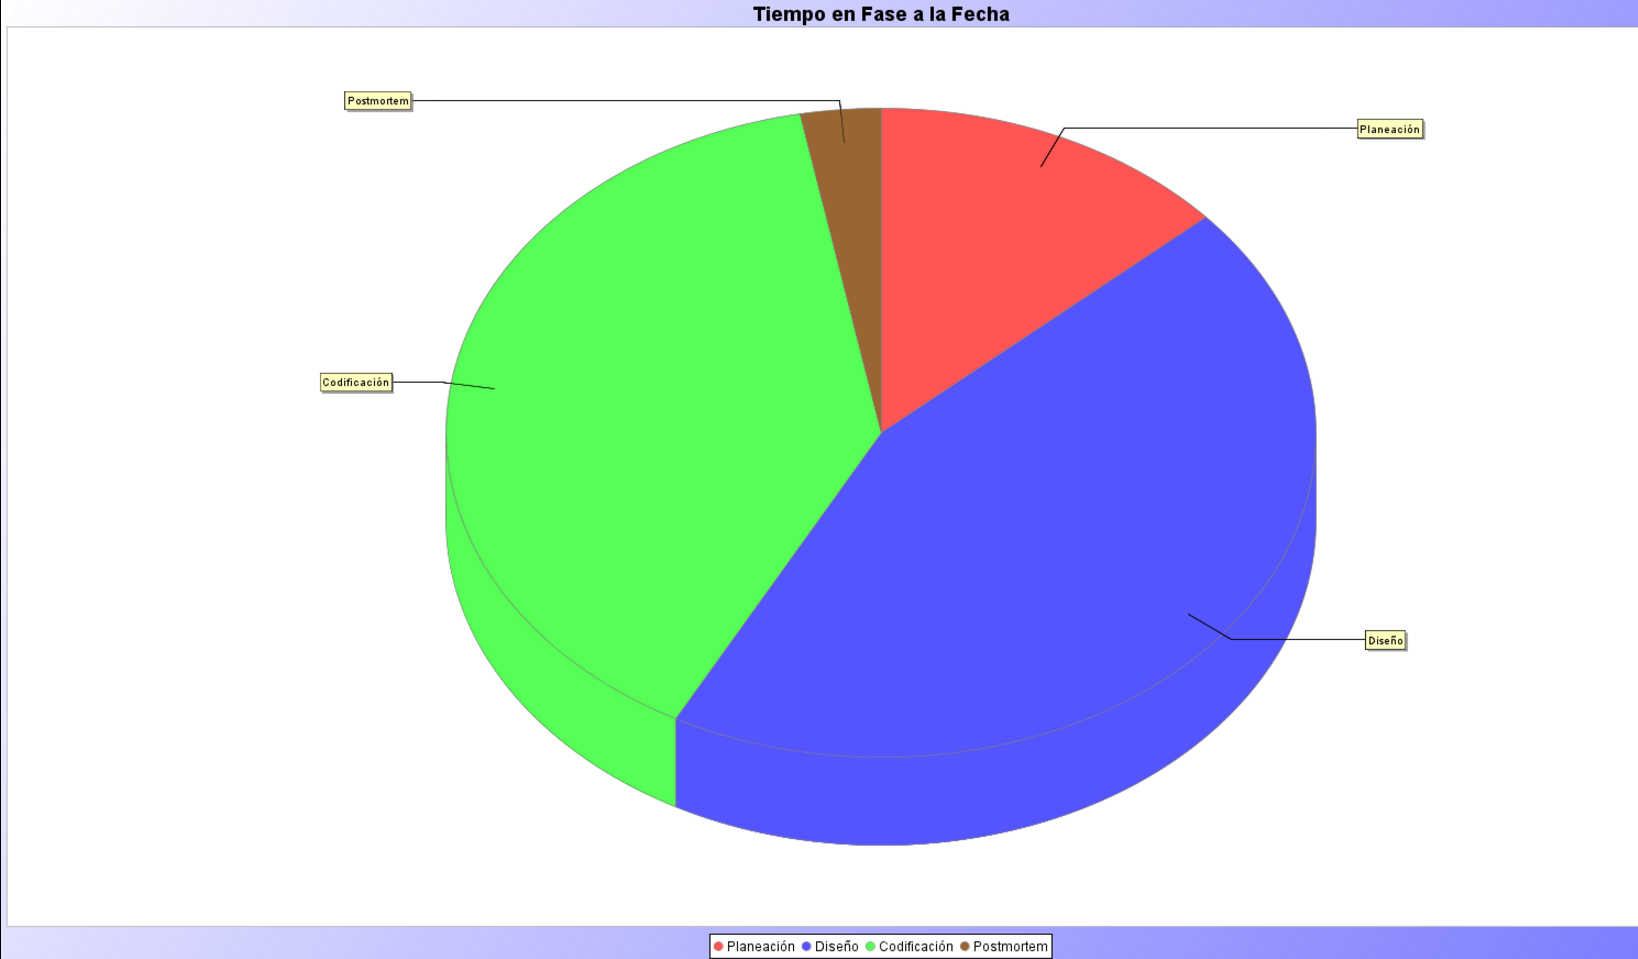 Tiempo en Fase a la Fecha
Postmortem
Planeación
Codificación
Diseño
Planeación Diseño Codificación Postmortem